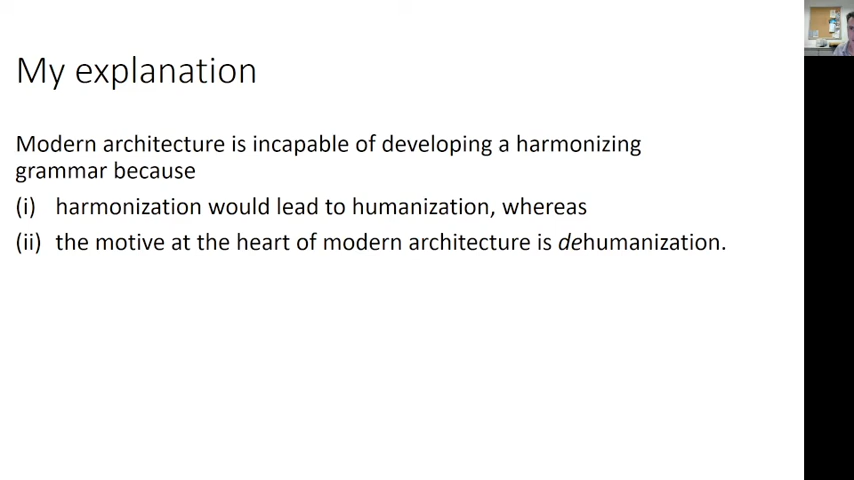 My explanation
Modern architecture is incapable of developing a harmonizing
grammar because
(i) harmonization would lead to humanization, whereas
(ii) the motive at the heart of modern architecture is dehumanization.